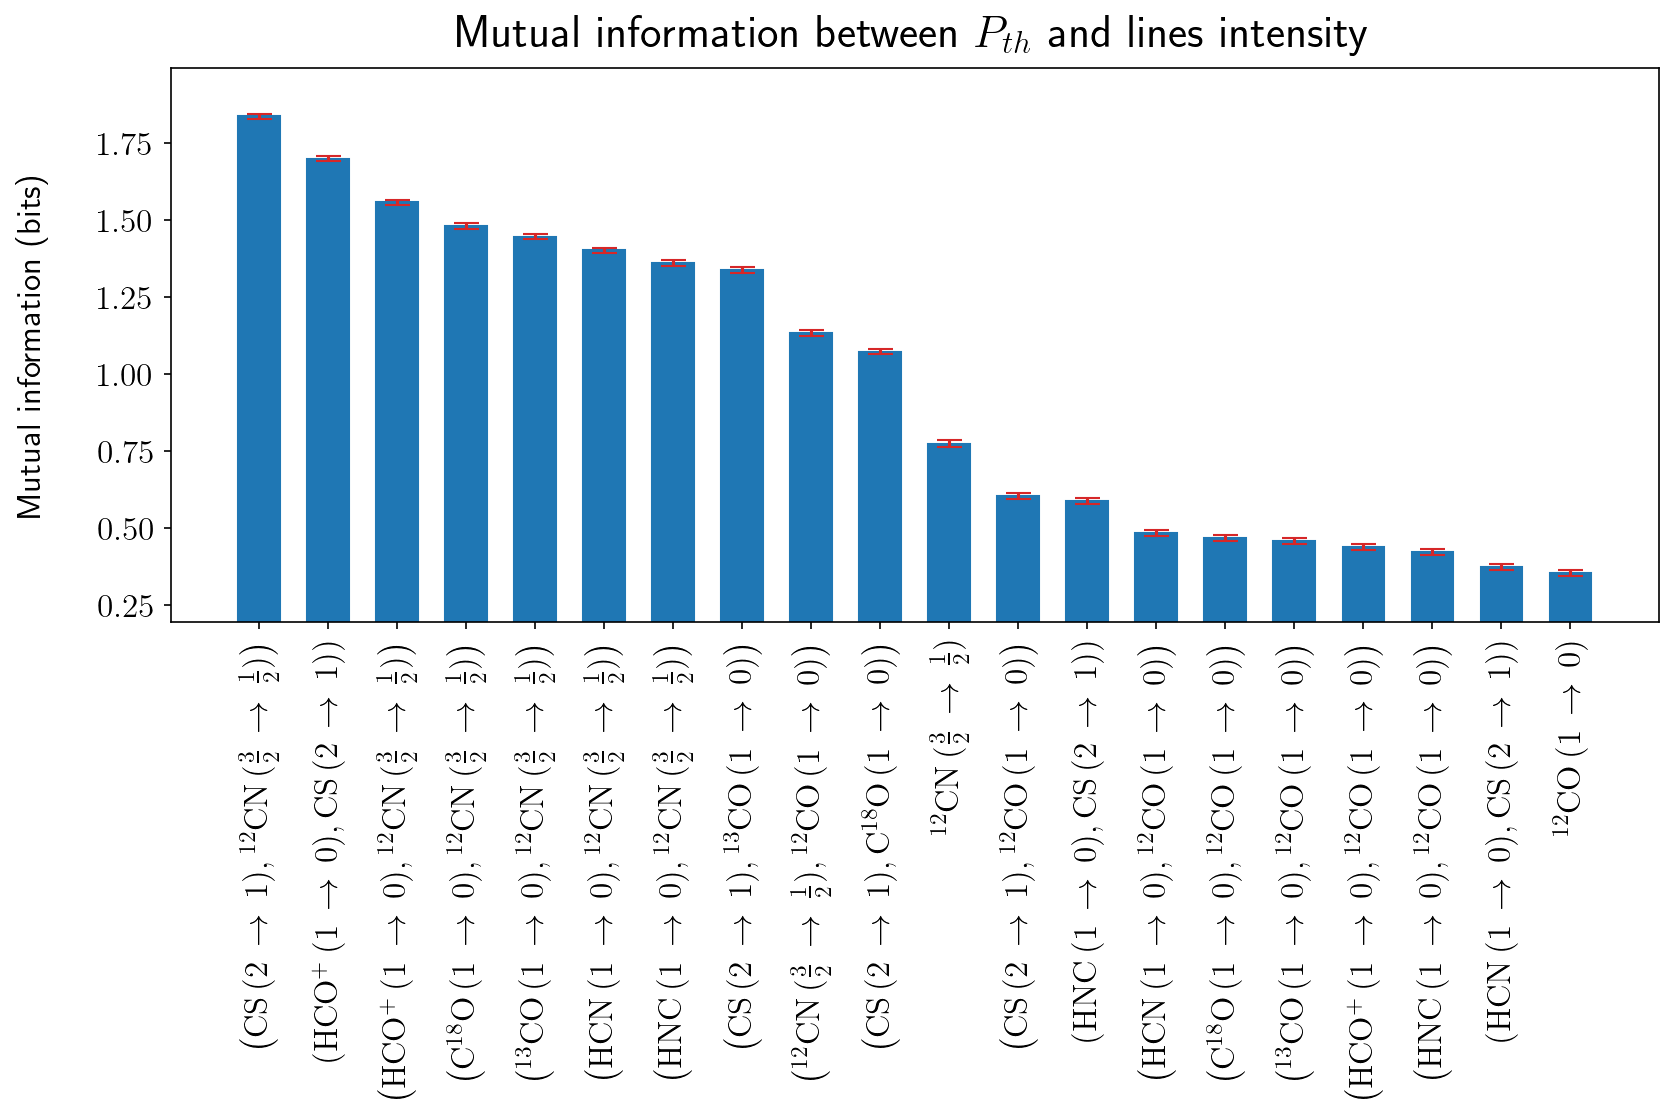 Mutual information between P_th and lines intensity
Mutual information (bits)
1.75
1.50
1.25
1.00
0.75
0.50
0.25
(CS (2 → 1), ¹²CN (3/2 → 1/2))
(HCO⁺ (1 → 0), CS (2 → 1))
(HCO⁺ (1 → 0), ¹²CN (3/2 → 1/2))
(C¹⁸O (1 → 0), ¹²CN (3/2 → 1/2))
(¹³CO (1 → 0), ¹²CN (3/2 → 1/2))
(HCN (1 → 0), ¹²CN (3/2 → 1/2))
(HNC (1 → 0), ¹²CN (3/2 → 1/2))
(CS (2 → 1), ¹³CO (1 → 0))
(¹²CN (3/2 → 1/2), ¹²CO (1 → 0))
(CS (2 → 1), C¹⁸O (1 → 0))
¹²CN (3/2 → 1/2)
(CS (2 → 1), ¹²CO (1 → 0))
(HNC (1 → 0), CS (2 → 1))
(HCN (1 → 0), ¹²CO (1 → 0))
(C¹⁸O (1 → 0), ¹²CO (1 → 0))
(¹³CO (1 → 0), ¹²CO (1 → 0))
(HCO⁺ (1 → 0), ¹²CO (1 → 0))
(HNC (1 → 0), ¹²CO (1 → 0))
(HCN (1 → 0), CS (2 → 1))
¹²CO (1 → 0)